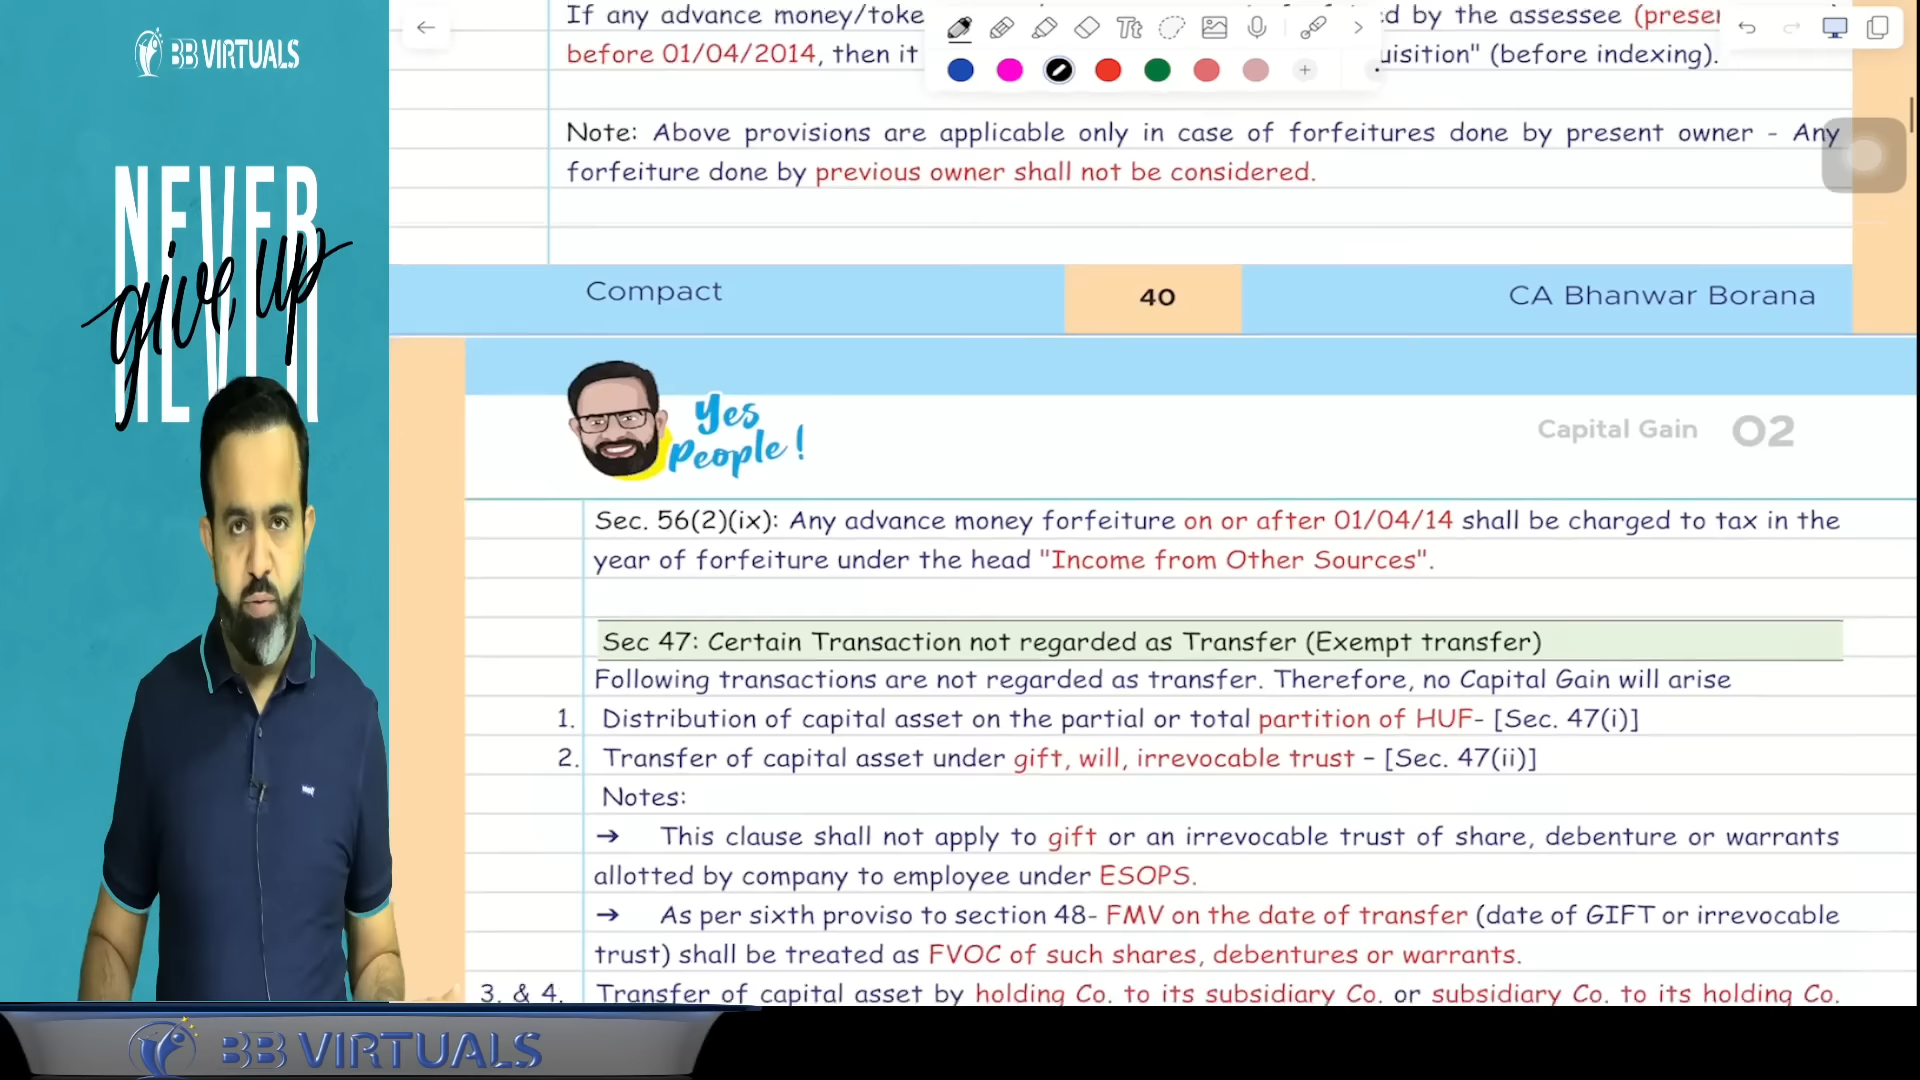 BB VIRTUALS
NEVER
give up
NEVER
If any advance money/toke d by the assessee
before 01/04/2014, then it uisition" (before indexing).
Note: Above provisions are applicable only in case of forfeitures done by present owner - Any
forfeiture done by previous owner shall not be considered.
Compact 40 CA Bhanwar Borana
Yes
People !
Capital Gain 02
Sec. 56(2)(ix): Any advance money forfeiture on or after 01/04/14 shall be charged to tax in the
year of forfeiture under the head "Income from Other Sources".
Sec 47: Certain Transaction not regarded as Transfer (Exempt transfer)
Following transactions are not regarded as transfer. Therefore, no Capital Gain will arise
1. Distribution of capital asset on the partial or total partition of HUF- [Sec. 47(i)]
2. Transfer of capital asset under gift, will, irrevocable trust – [Sec. 47(ii)]
Notes:
→ This clause shall not apply to gift or an irrevocable trust of share, debenture or warrants
allotted by company to employee under ESOPS.
→ As per sixth proviso to section 48- FMV on the date of transfer (date of GIFT or irrevocable
trust) shall be treated as FVOC of such shares, debentures or warrants.
3. & 4. Transfer of capital asset by holding Co. to its subsidiary Co. or subsidiary Co. to its holding Co.
BB VIRTUALS